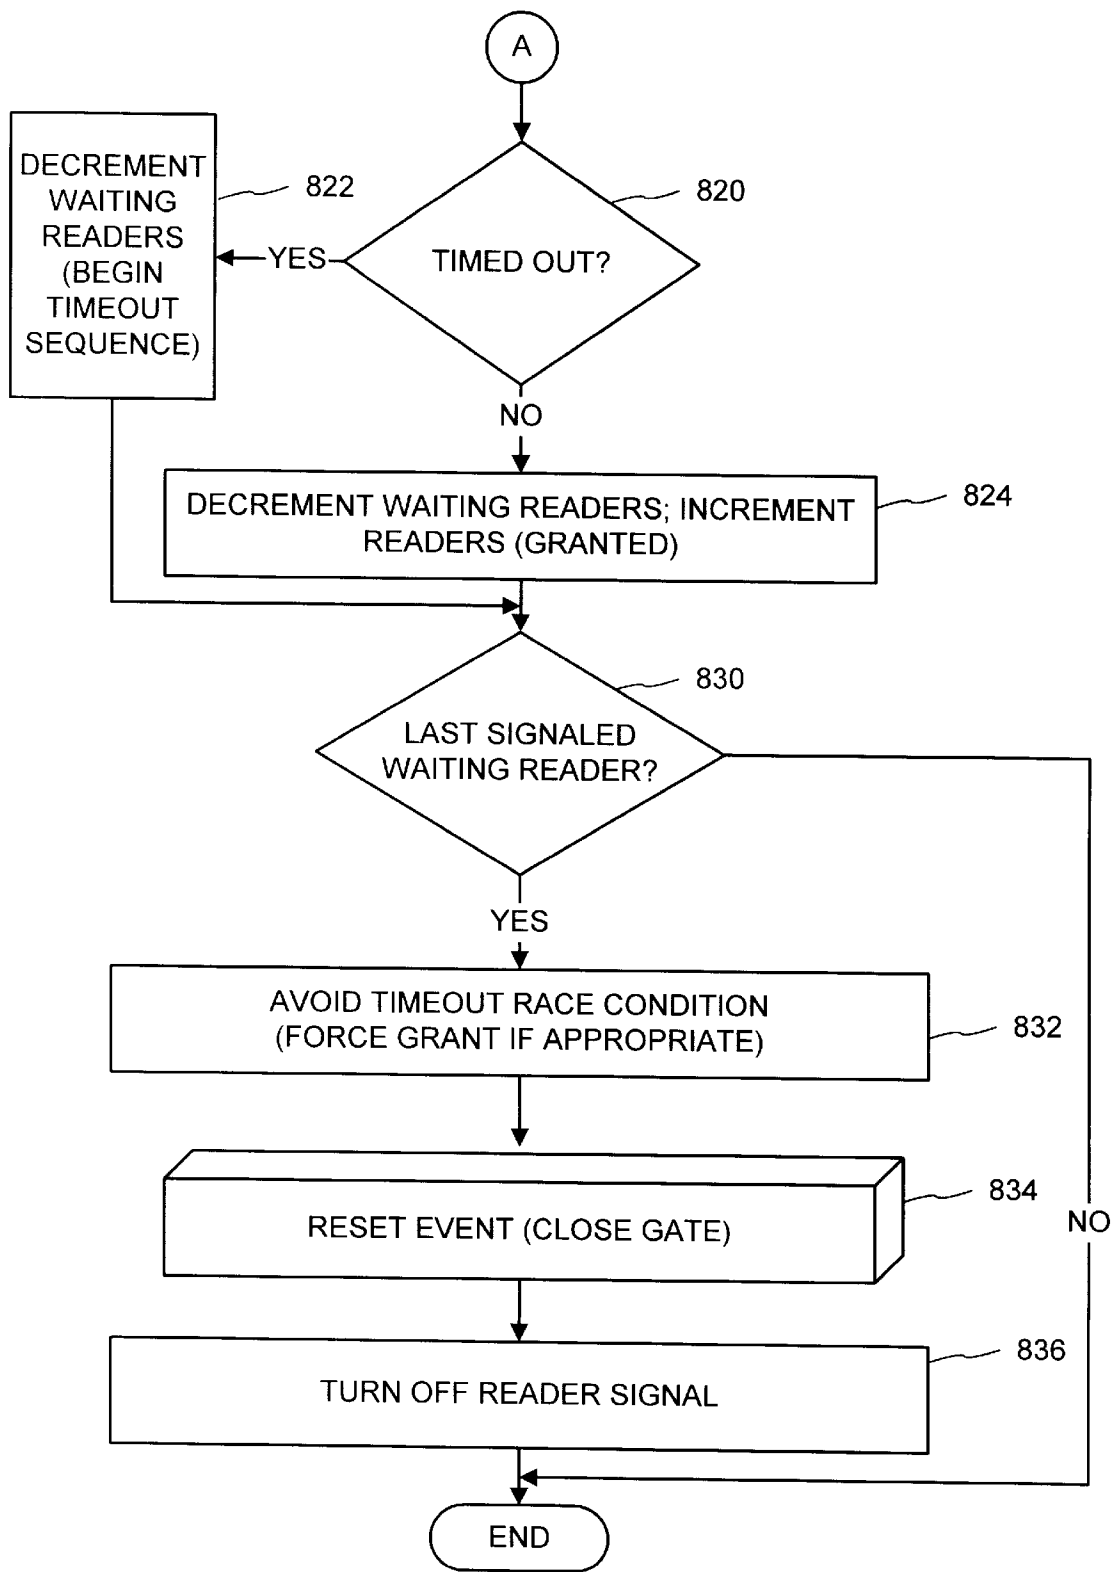 A
DECREMENT
WAITING
READERS
(BEGIN
TIMEOUT
SEQUENCE)
822
820
YES
TIMED OUT?
NO
824
DECREMENT WAITING READERS; INCREMENT
READERS (GRANTED)
830
LAST SIGNALED
WAITING READER?
YES
AVOID TIMEOUT RACE CONDITION
(FORCE GRANT IF APPROPRIATE)
832
834
NO
RESET EVENT (CLOSE GATE)
836
TURN OFF READER SIGNAL
END